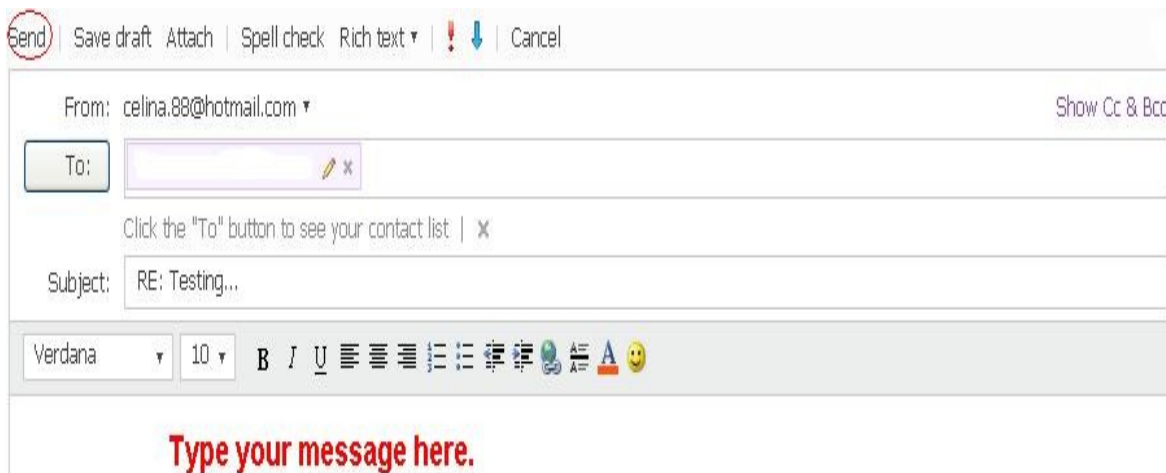 Send | Save draft Attach | Spell check Rich text ▾ | ! ↓ | Cancel
From: celina.88@hotmail.com ▾ Show Cc & Bcc
To: ×
Click the "To" button to see your contact list | ×
Subject: RE: Testing...
Verdana ▾ 10 ▾ B I U A
Type your message here.